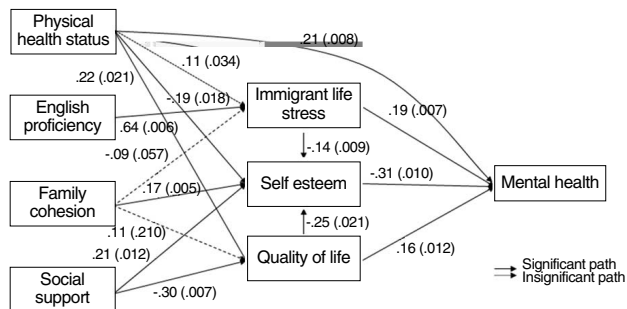 Physical
health status
.21 (.008)
.11 (.034)
.22 (.021)
-.19 (.018)
Immigrant life
stress
English
proficiency
.64 (.006)
.19 (.007)
-.09 (.057)
-.14 (.009)
Self esteem
-.31 (.010)
Mental health
Family
cohesion
.17 (.005)
.11 (.210)
-.25 (.021)
.21 (.012)
Quality of life
.16 (.012)
Social
support
-.30 (.007)
Significant path
Insignificant path